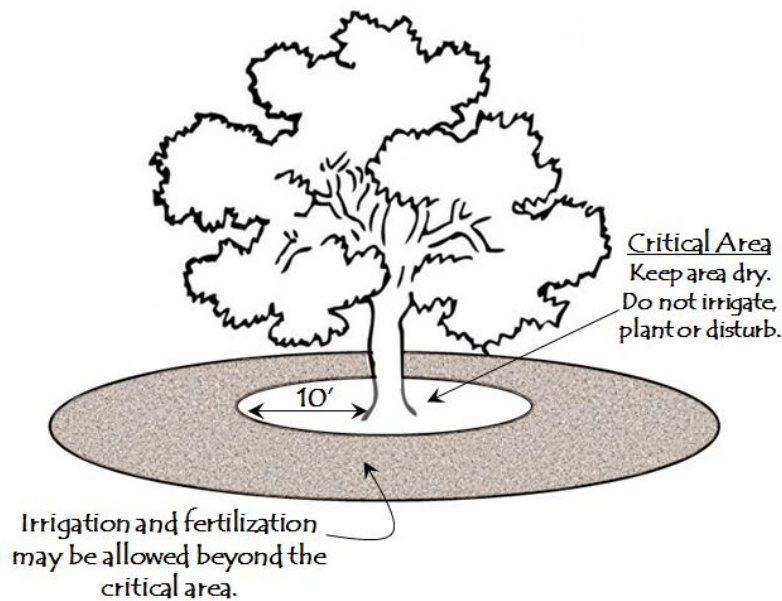 Critical Area
Keep area dry.
Do not irrigate,
plant or disturb.
10'
Irrigation and fertilization
may be allowed beyond the
critical area.